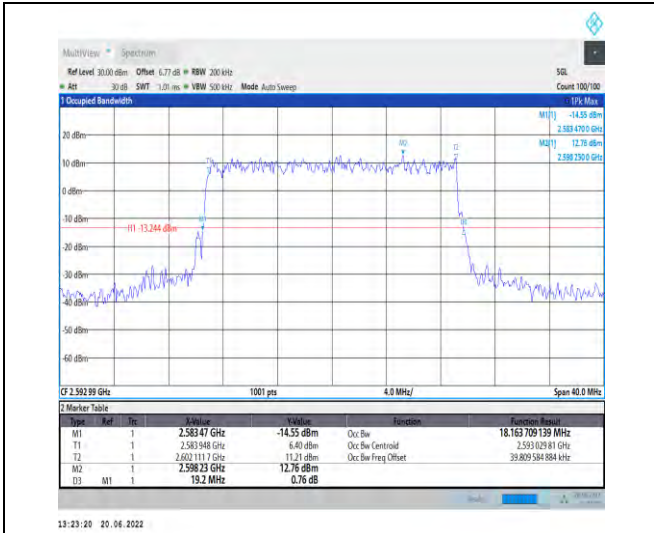 MultiView Spectrum
Ref Level 30.00 dBm Offset 6.77 dB RBW 200 kHz SGL
Att 30 dB SWT 1.01 ms VBW 500 kHz Mode Auto Sweep Count 100/100
1 Occupied Bandwidth 1Pk Max
M1[1] -14.55 dBm
2.583 470 0 GHz
M2[1] 12.76 dBm
2.598 230 0 GHz
20 dBm
M2
T2
10 dBm
0 dBm
-10 dBm
H1 -13.244 dBm
-20 dBm
-30 dBm
-40 dBm
-50 dBm
-60 dBm
CF 2.592 99 GHz 1001 pts 4.0 MHz/ Span 40.0 MHz
2 Marker Table
Type Ref Trc X-Value Y-Value Function Function Result
M1 1 2.583 47 GHz -14.55 dBm Occ Bw 18.163 709 139 MHz
T1 1 2.583 948 GHz 6.40 dBm Occ Bw Centroid 2.593 029 81 GHz
T2 1 2.602 111 7 GHz 11.21 dBm Occ Bw Freq Offset 39.809 584 884 kHz
M2 1 2.598 23 GHz 12.76 dBm
D3 M1 1 19.2 MHz 0.76 dB
13:23:20 20.06.2022